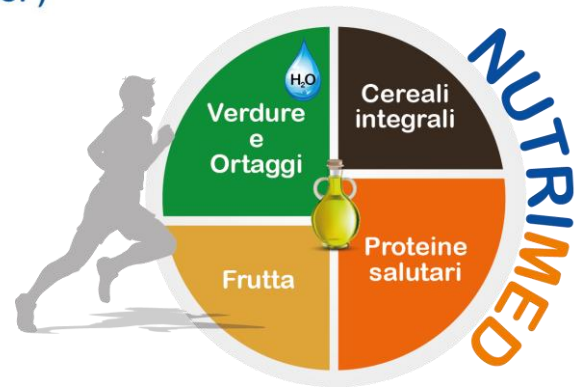 H₂O
Verdure
e
Ortaggi
Cereali
integrali
Frutta
Proteine
salutari
NUTRIMED